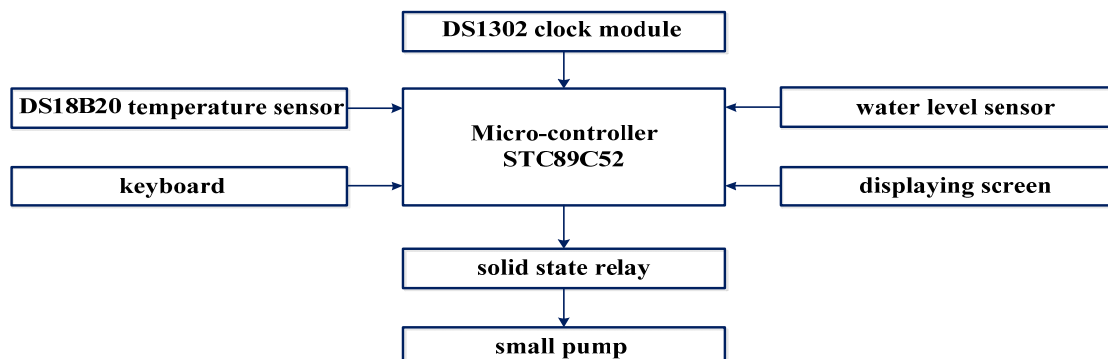 DS1302 clock module
DS18B20 temperature sensor
Micro-controller
STC89C52
water level sensor
keyboard
displaying screen
solid state relay
small pump